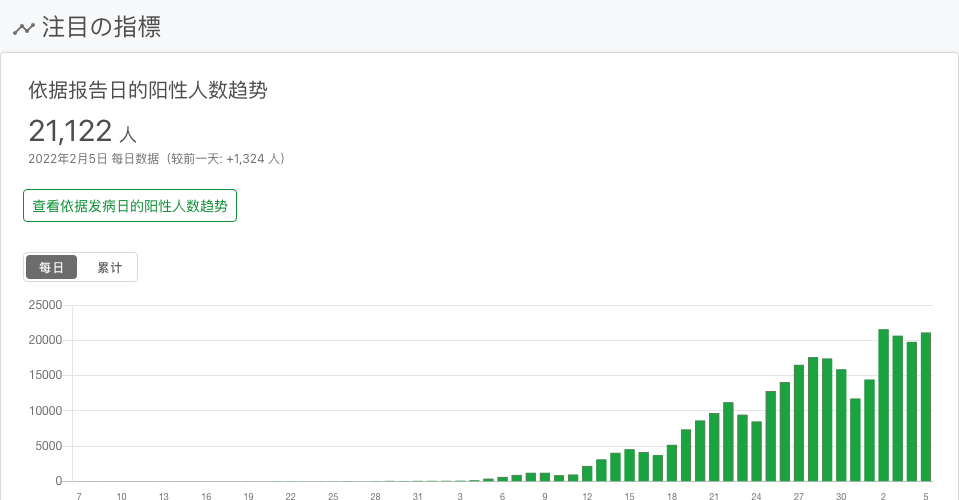 注目の指標
依据报告日的阳性人数趋势
21,122 人
2022年2月5日 每日数据（较前一天: +1,324 人）
查看依据发病日的阳性人数趋势
每日 累计
25000
20000
15000
10000
5000
0
7 10 13 16 19 22 25 28 31 3 6 9 12 15 18 21 24 27 30 2 5